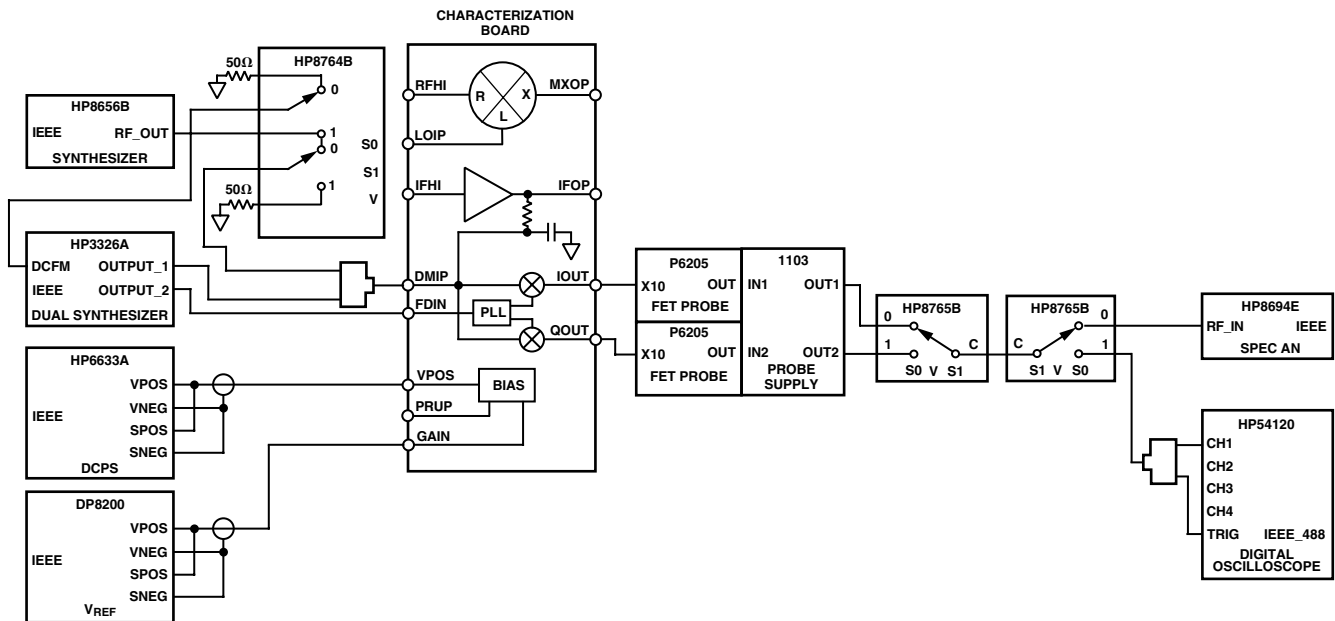 CHARACTERIZATION
BOARD
50Ω
HP8764B
0
1
0
S0
S1
50Ω
1
V
HP8656B
IEEE RF_OUT
SYNTHESIZER
HP3326A
DCFM OUTPUT_1
IEEE OUTPUT_2
DUAL SYNTHESIZER
HP6633A
VPOS
VNEG
IEEE
SPOS
SNEG
DCPS
DP8200
VPOS
VNEG
IEEE
SPOS
SNEG
VREF
RFHI
R
X
L
MXOP
LOIP
IFHI
IFOP
DMIP
IOUT
FDIN
PLL
QOUT
VPOS
BIAS
PRUP
GAIN
P6205
X10 OUT
FET PROBE
P6205
X10 OUT
FET PROBE
1103
IN1 OUT1
IN2 OUT2
PROBE
SUPPLY
HP8765B
0
1
C
S0 V S1
HP8765B
0
C
1
S1 V S0
HP8694E
RF_IN IEEE
SPEC AN
HP54120
CH1
CH2
CH3
CH4
TRIG IEEE_488
DIGITAL
OSCILLOSCOPE